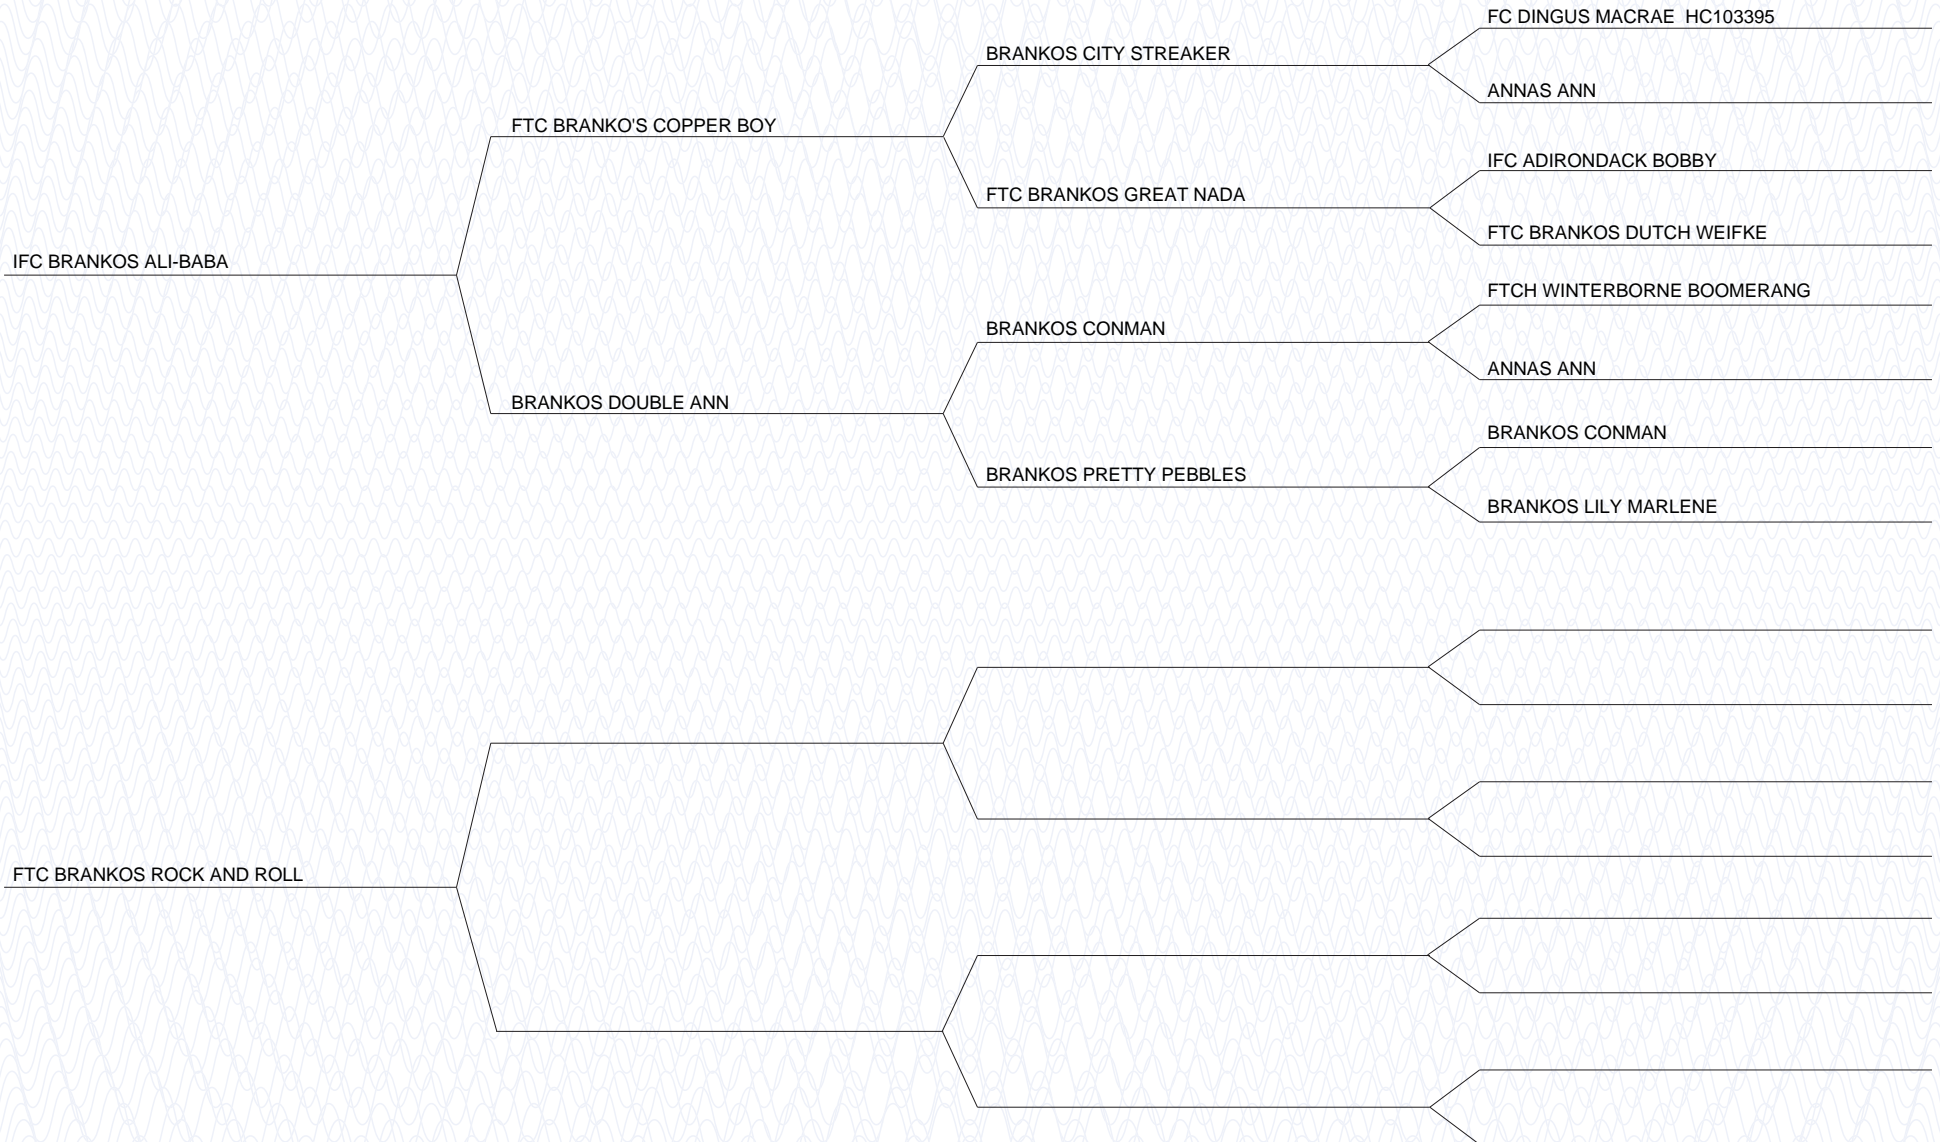 FC DINGUS MACRAE  HC103395
BRANKOS CITY STREAKER
ANNAS ANN
FTC BRANKO'S COPPER BOY
IFC ADIRONDACK BOBBY
FTC BRANKOS GREAT NADA
FTC BRANKOS DUTCH WEIFKE
IFC BRANKOS ALI-BABA
FTCH WINTERBORNE BOOMERANG
BRANKOS CONMAN
ANNAS ANN
BRANKOS DOUBLE ANN
BRANKOS CONMAN
BRANKOS PRETTY PEBBLES
BRANKOS LILY MARLENE
FTC BRANKOS ROCK AND ROLL